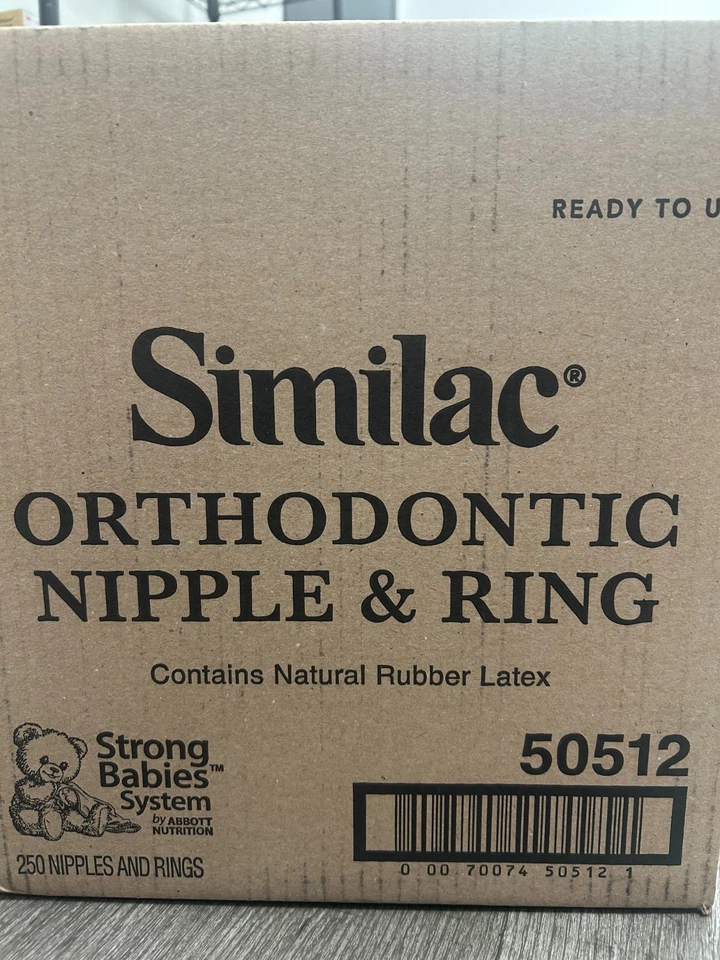 READY TO U
Similac®
ORTHODONTIC
NIPPLE & RING
Contains Natural Rubber Latex
Strong
Babies™
System
by ABBOTT
NUTRITION
250 NIPPLES AND RINGS
50512
0 00 70074 50512 1